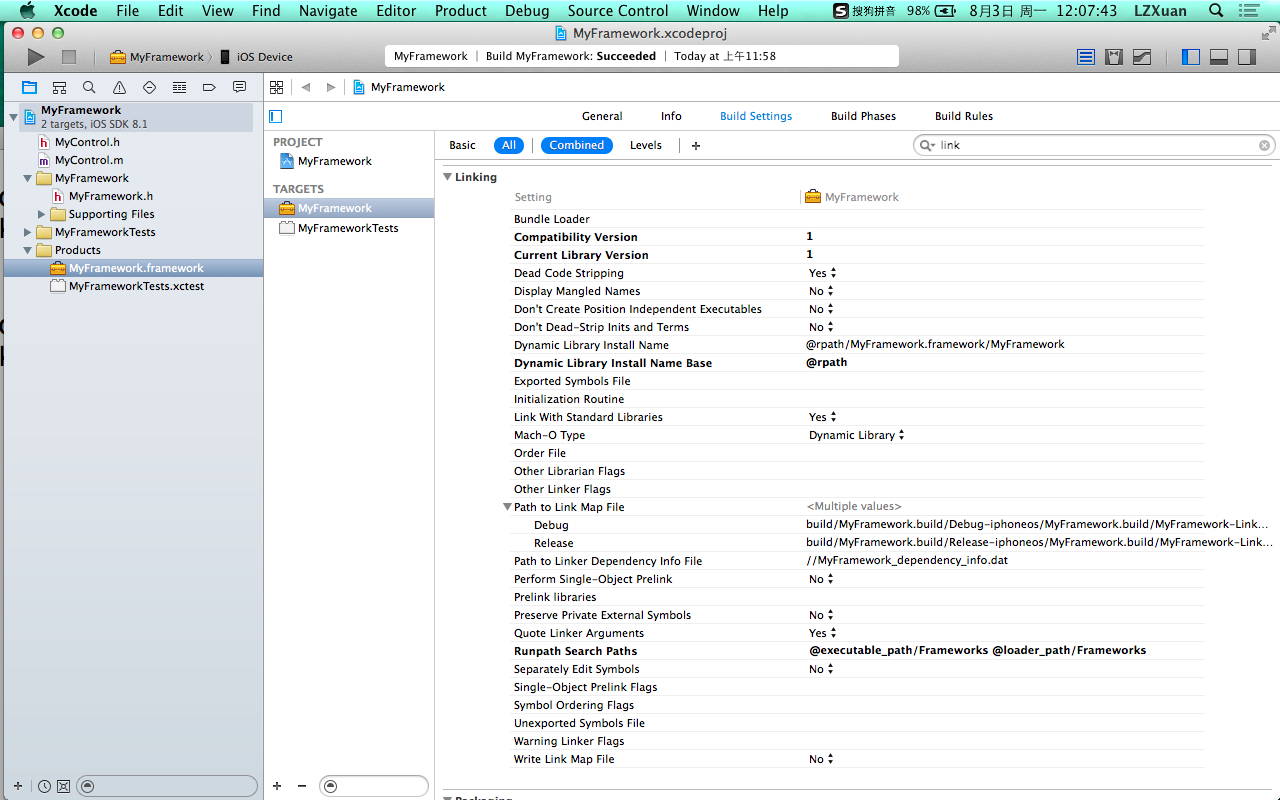 Xcode File Edit View Find Navigate Editor Product Debug Source Control Window Help S 搜狗拼音 98% 8月3日 周一 12:07:43 LZXuan
MyFramework.xcodeproj
MyFramework iOS Device MyFramework Build MyFramework: Succeeded Today at 上午11:58
MyFramework
MyFramework
2 targets, iOS SDK 8.1
h MyControl.h
m MyControl.m
MyFramework
h MyFramework.h
Supporting Files
MyFrameworkTests
Products
MyFramework.framework
MyFrameworkTests.xctest
General Info Build Settings Build Phases Build Rules
PROJECT
MyFramework
TARGETS
MyFramework
MyFrameworkTests
Basic All Combined Levels + link
Linking
Setting MyFramework
Bundle Loader
Compatibility Version 1
Current Library Version 1
Dead Code Stripping Yes
Display Mangled Names No
Don't Create Position Independent Executables No
Don't Dead-Strip Inits and Terms No
Dynamic Library Install Name @rpath/MyFramework.framework/MyFramework
Dynamic Library Install Name Base @rpath
Exported Symbols File
Initialization Routine
Link With Standard Libraries Yes
Mach-O Type Dynamic Library
Order File
Other Librarian Flags
Other Linker Flags
Path to Link Map File <Multiple values>
Debug build/MyFramework.build/Debug-iphoneos/MyFramework.build/MyFramework-Link...
Release build/MyFramework.build/Release-iphoneos/MyFramework.build/MyFramework-Link...
Path to Linker Dependency Info File //MyFramework_dependency_info.dat
Perform Single-Object Prelink No
Prelink libraries
Preserve Private External Symbols No
Quote Linker Arguments Yes
Runpath Search Paths @executable_path/Frameworks @loader_path/Frameworks
Separately Edit Symbols No
Single-Object Prelink Flags
Symbol Ordering Flags
Unexported Symbols File
Warning Linker Flags
Write Link Map File No
Packaging